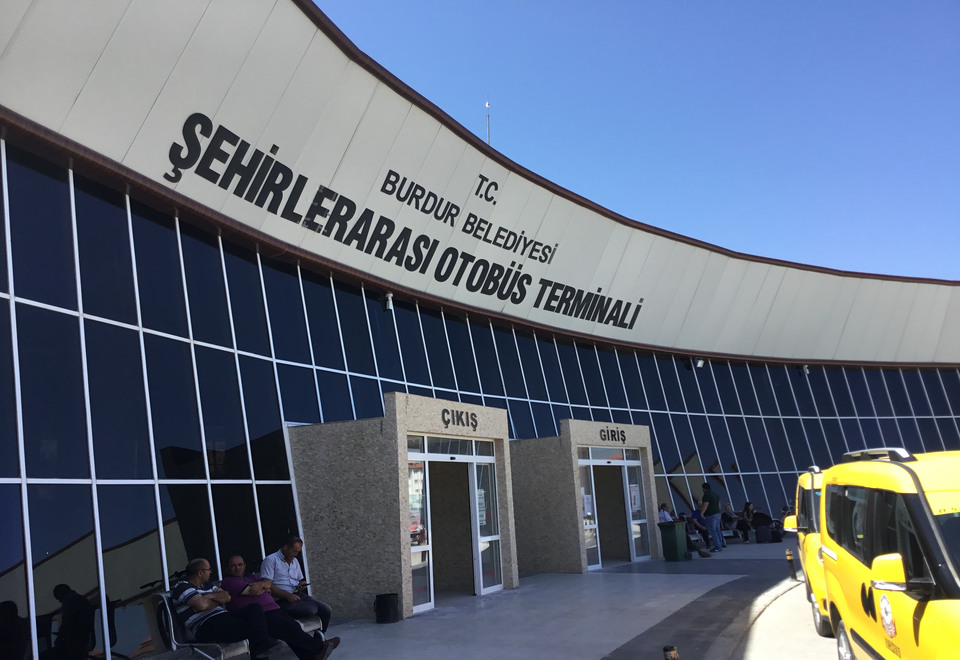 T.C.
BURDUR BELEDİYESİ
ŞEHİRLERARASI OTOBÜS TERMİNALİ
ÇIKIŞ
GİRİŞ